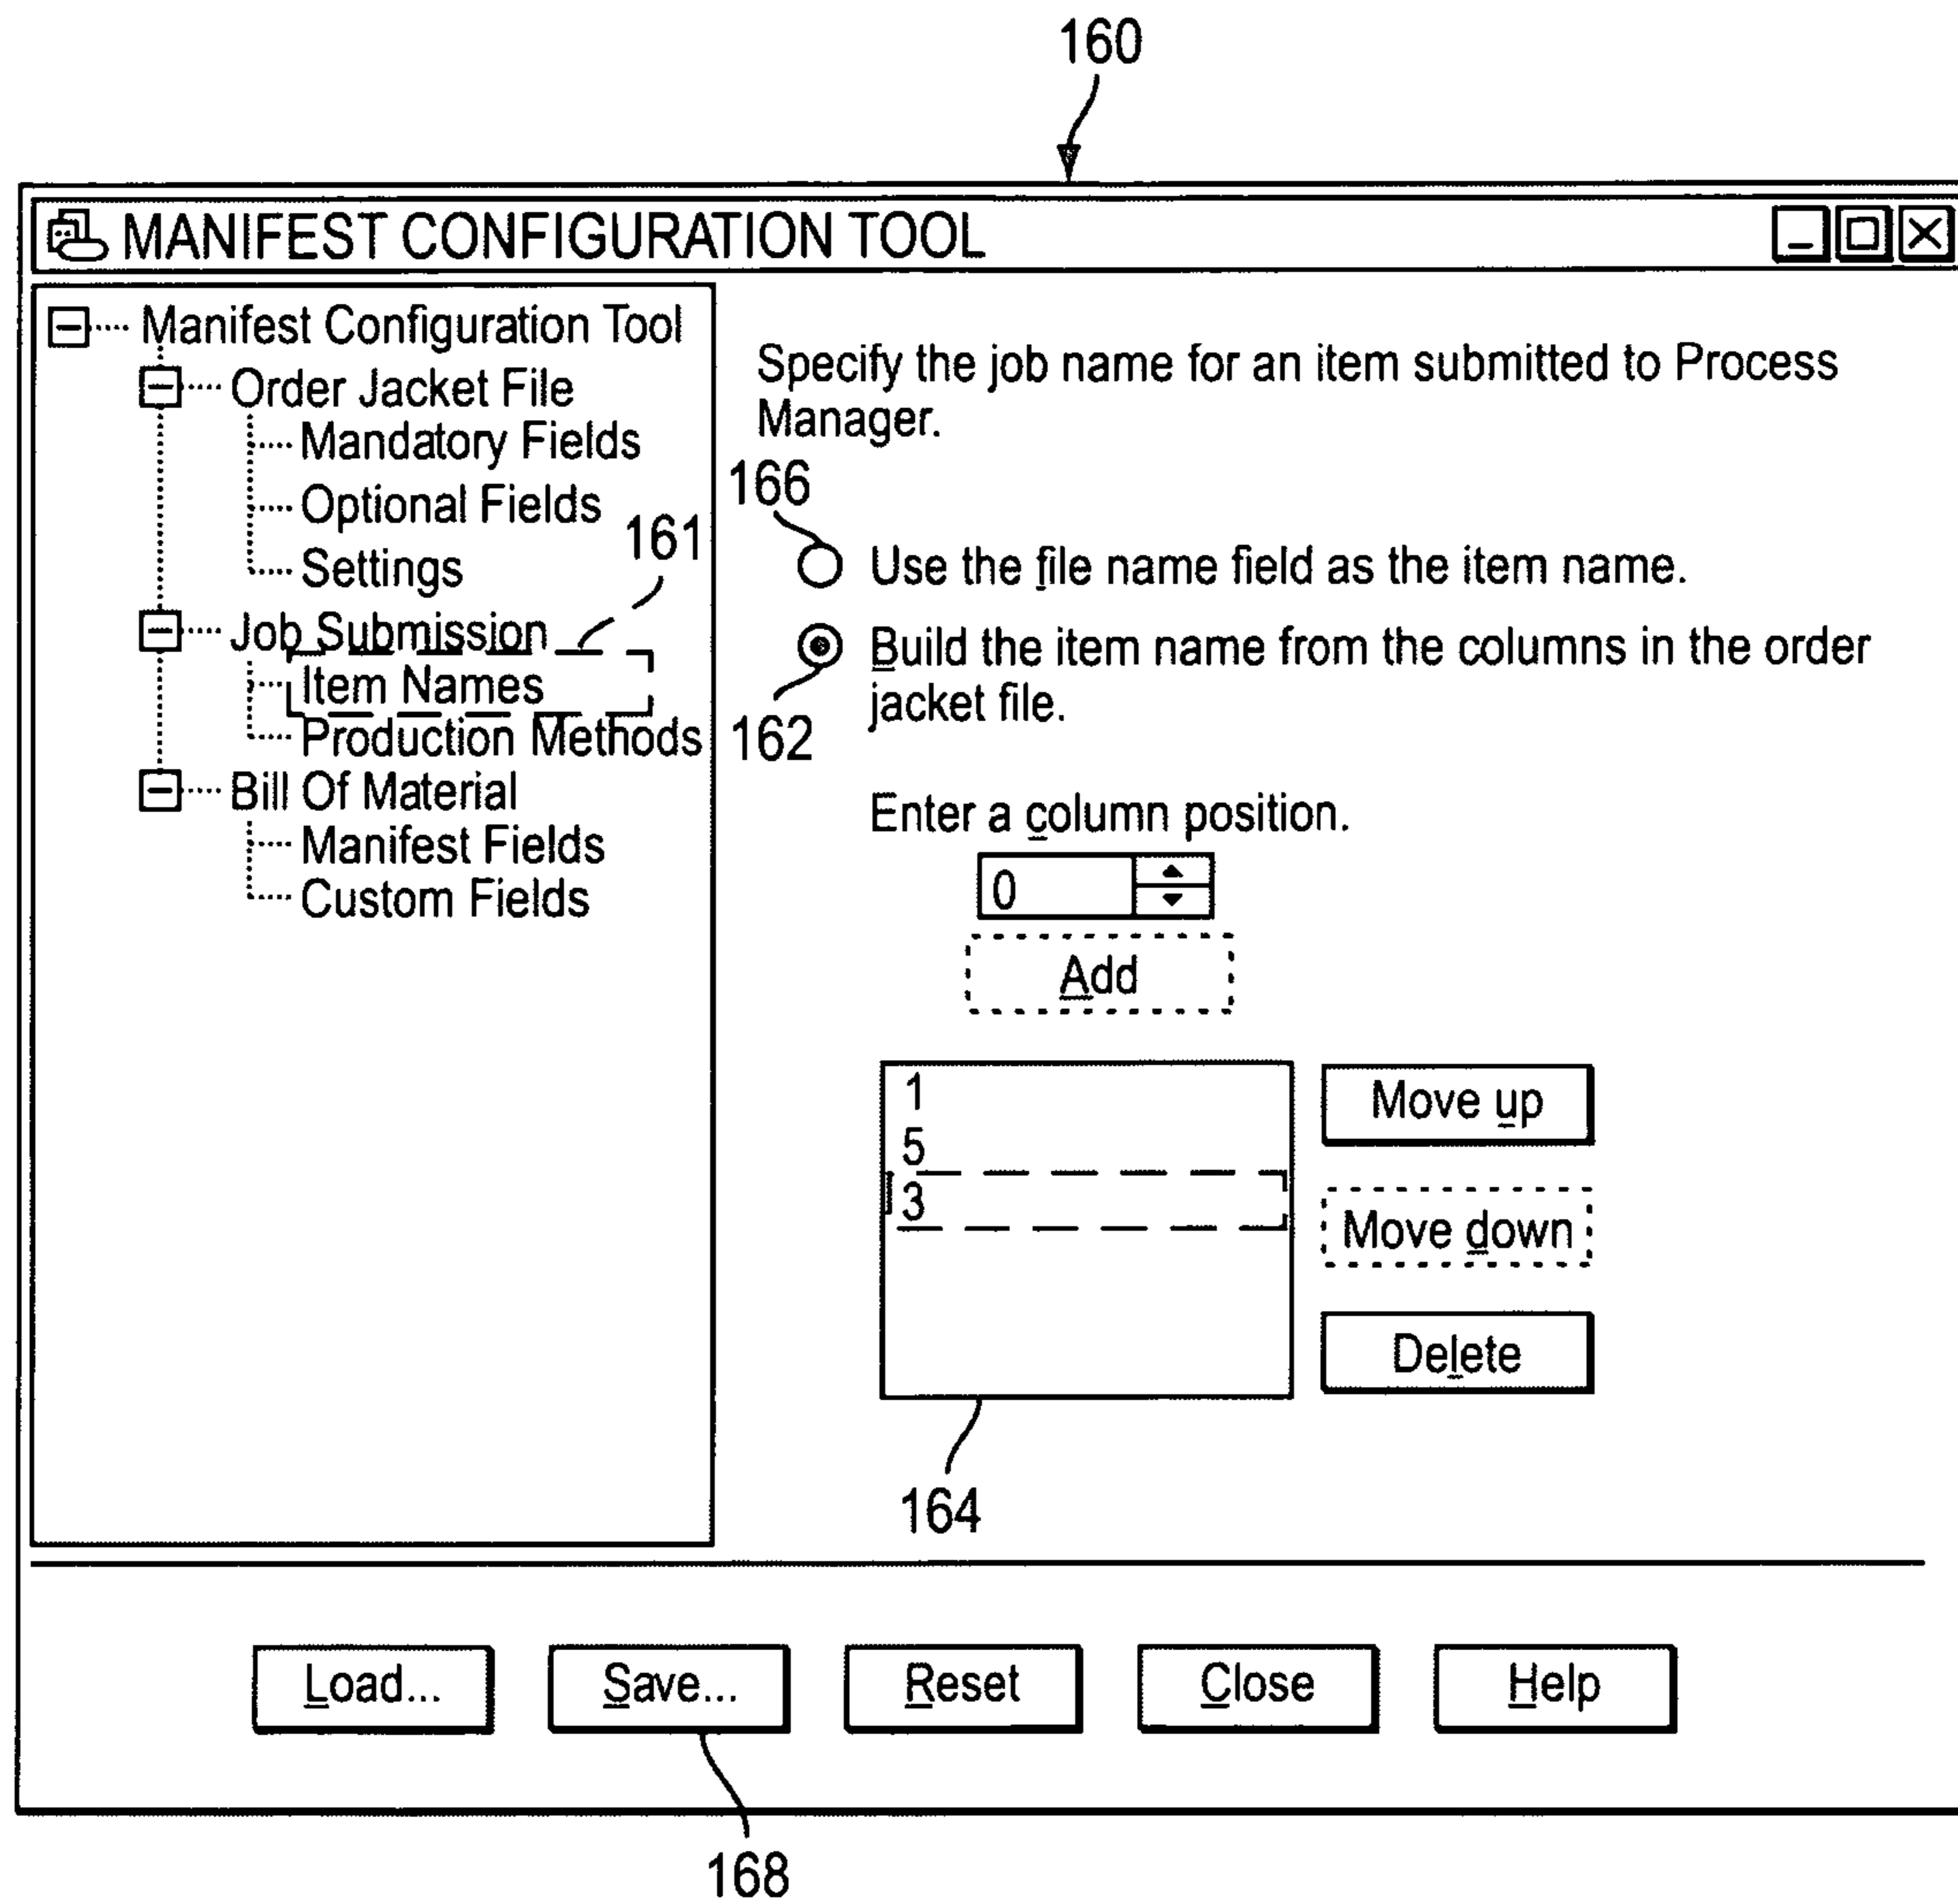 160
MANIFEST CONFIGURATION TOOL
Manifest Configuration Tool
Order Jacket File
Mandatory Fields
Optional Fields
Settings
161
Job Submission
Item Names
Production Methods
Bill Of Material
Manifest Fields
Custom Fields
Specify the job name for an item submitted to Process
Manager.
166
Use the file name field as the item name.
Build the item name from the columns in the order
jacket file.
162
Enter a column position.
0
Add
1
5
3
Move up
Move down
Delete
164
Load...
Save...
Reset
Close
Help
168